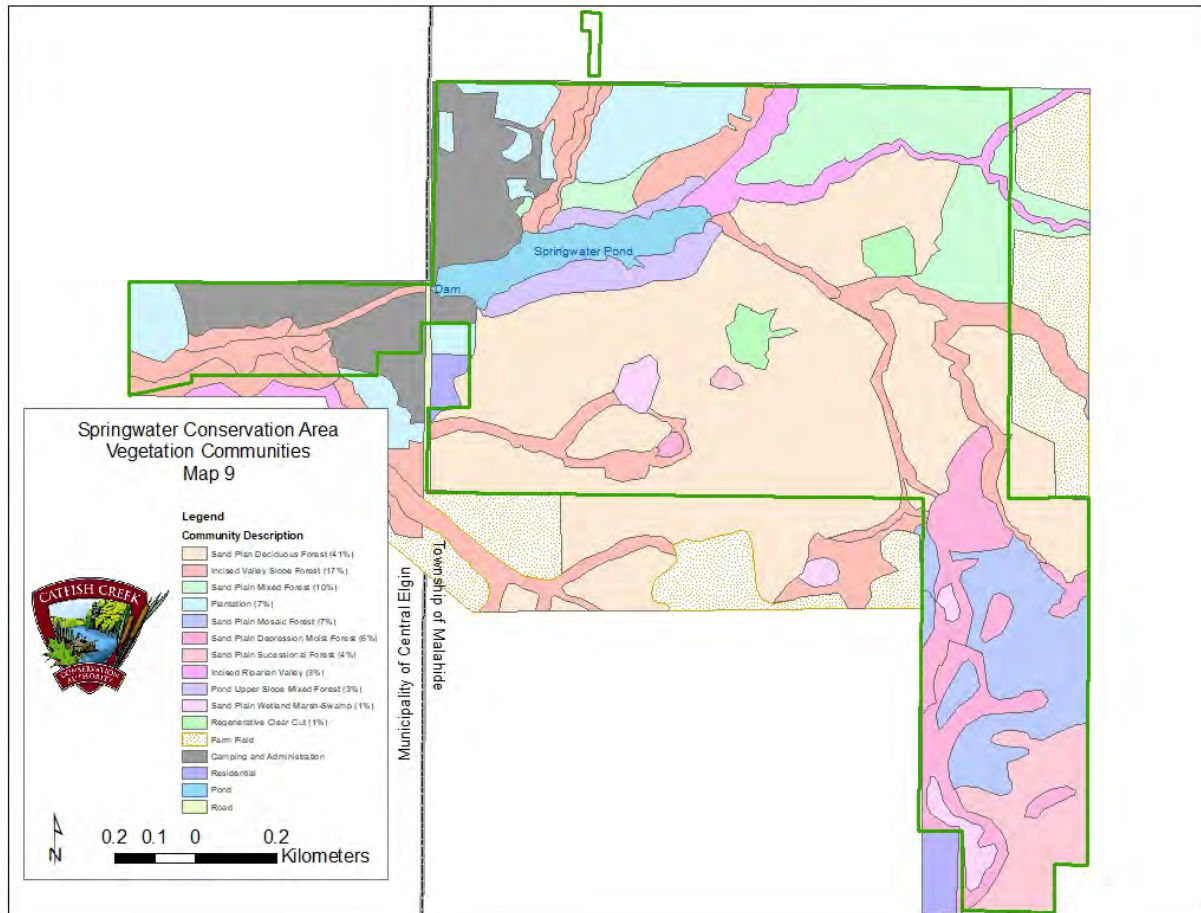 Springwater Pond
Dam
Municipality of Central Elgin
Township of Malahide
Springwater Conservation Area
Vegetation Communities
Map 9
Legend
Community Description
Sand Plan Deciduous Forest (41%)
Incised Valley Slope Forest (17%)
Sand Plain Mixed Forest (10%)
Plantation (7%)
Sand Plain Mosaic Forest (7%)
Sand Plain Depression Moist Forest (6%)
Sand Plain Sucessional Forest (4%)
Incised Riparian Valley (3%)
Pond Upper Slope Mixed Forest (3%)
Sand Plain Wetland Marsh-Swamp (1%)
Regenerative Clear Cut (1%)
Farm Field
Camping and Administration
Residential
Pond
Road
CATFISH CREEK
CONSERVATION
AUTHORITY
N
0.2 0.1 0 0.2
Kilometers